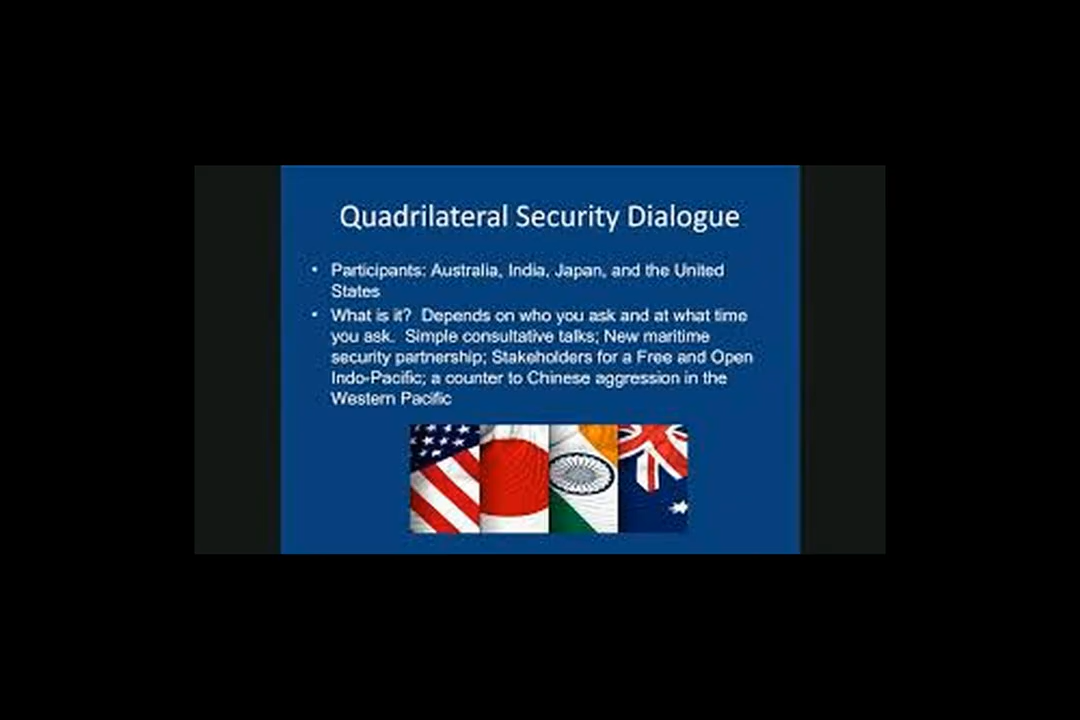 Quadrilateral Security Dialogue
• Participants: Australia, India, Japan, and the United
States
• What is it?  Depends on who you ask and at what time
you ask.  Simple consultative talks; New maritime
security partnership; Stakeholders for a Free and Open
Indo-Pacific; a counter to Chinese aggression in the
Western Pacific